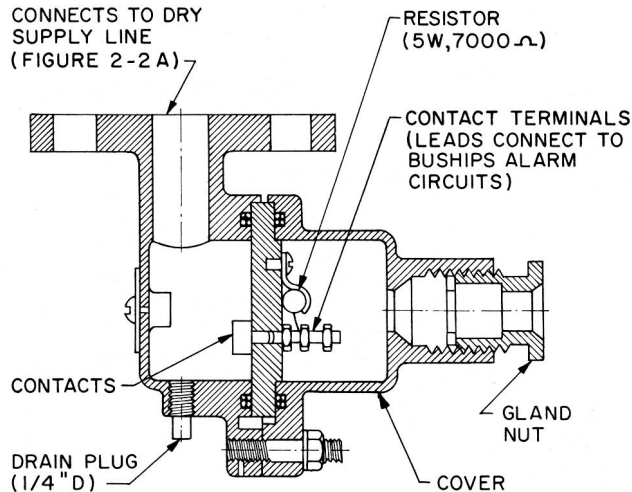 CONNECTS TO DRY
SUPPLY LINE
(FIGURE 2-2A)
RESISTOR
(5W,7000 Ω)
CONTACT TERMINALS
(LEADS CONNECT TO
BUSHIPS ALARM
CIRCUITS)
CONTACTS
DRAIN PLUG
(1/4"D)
GLAND
NUT
COVER